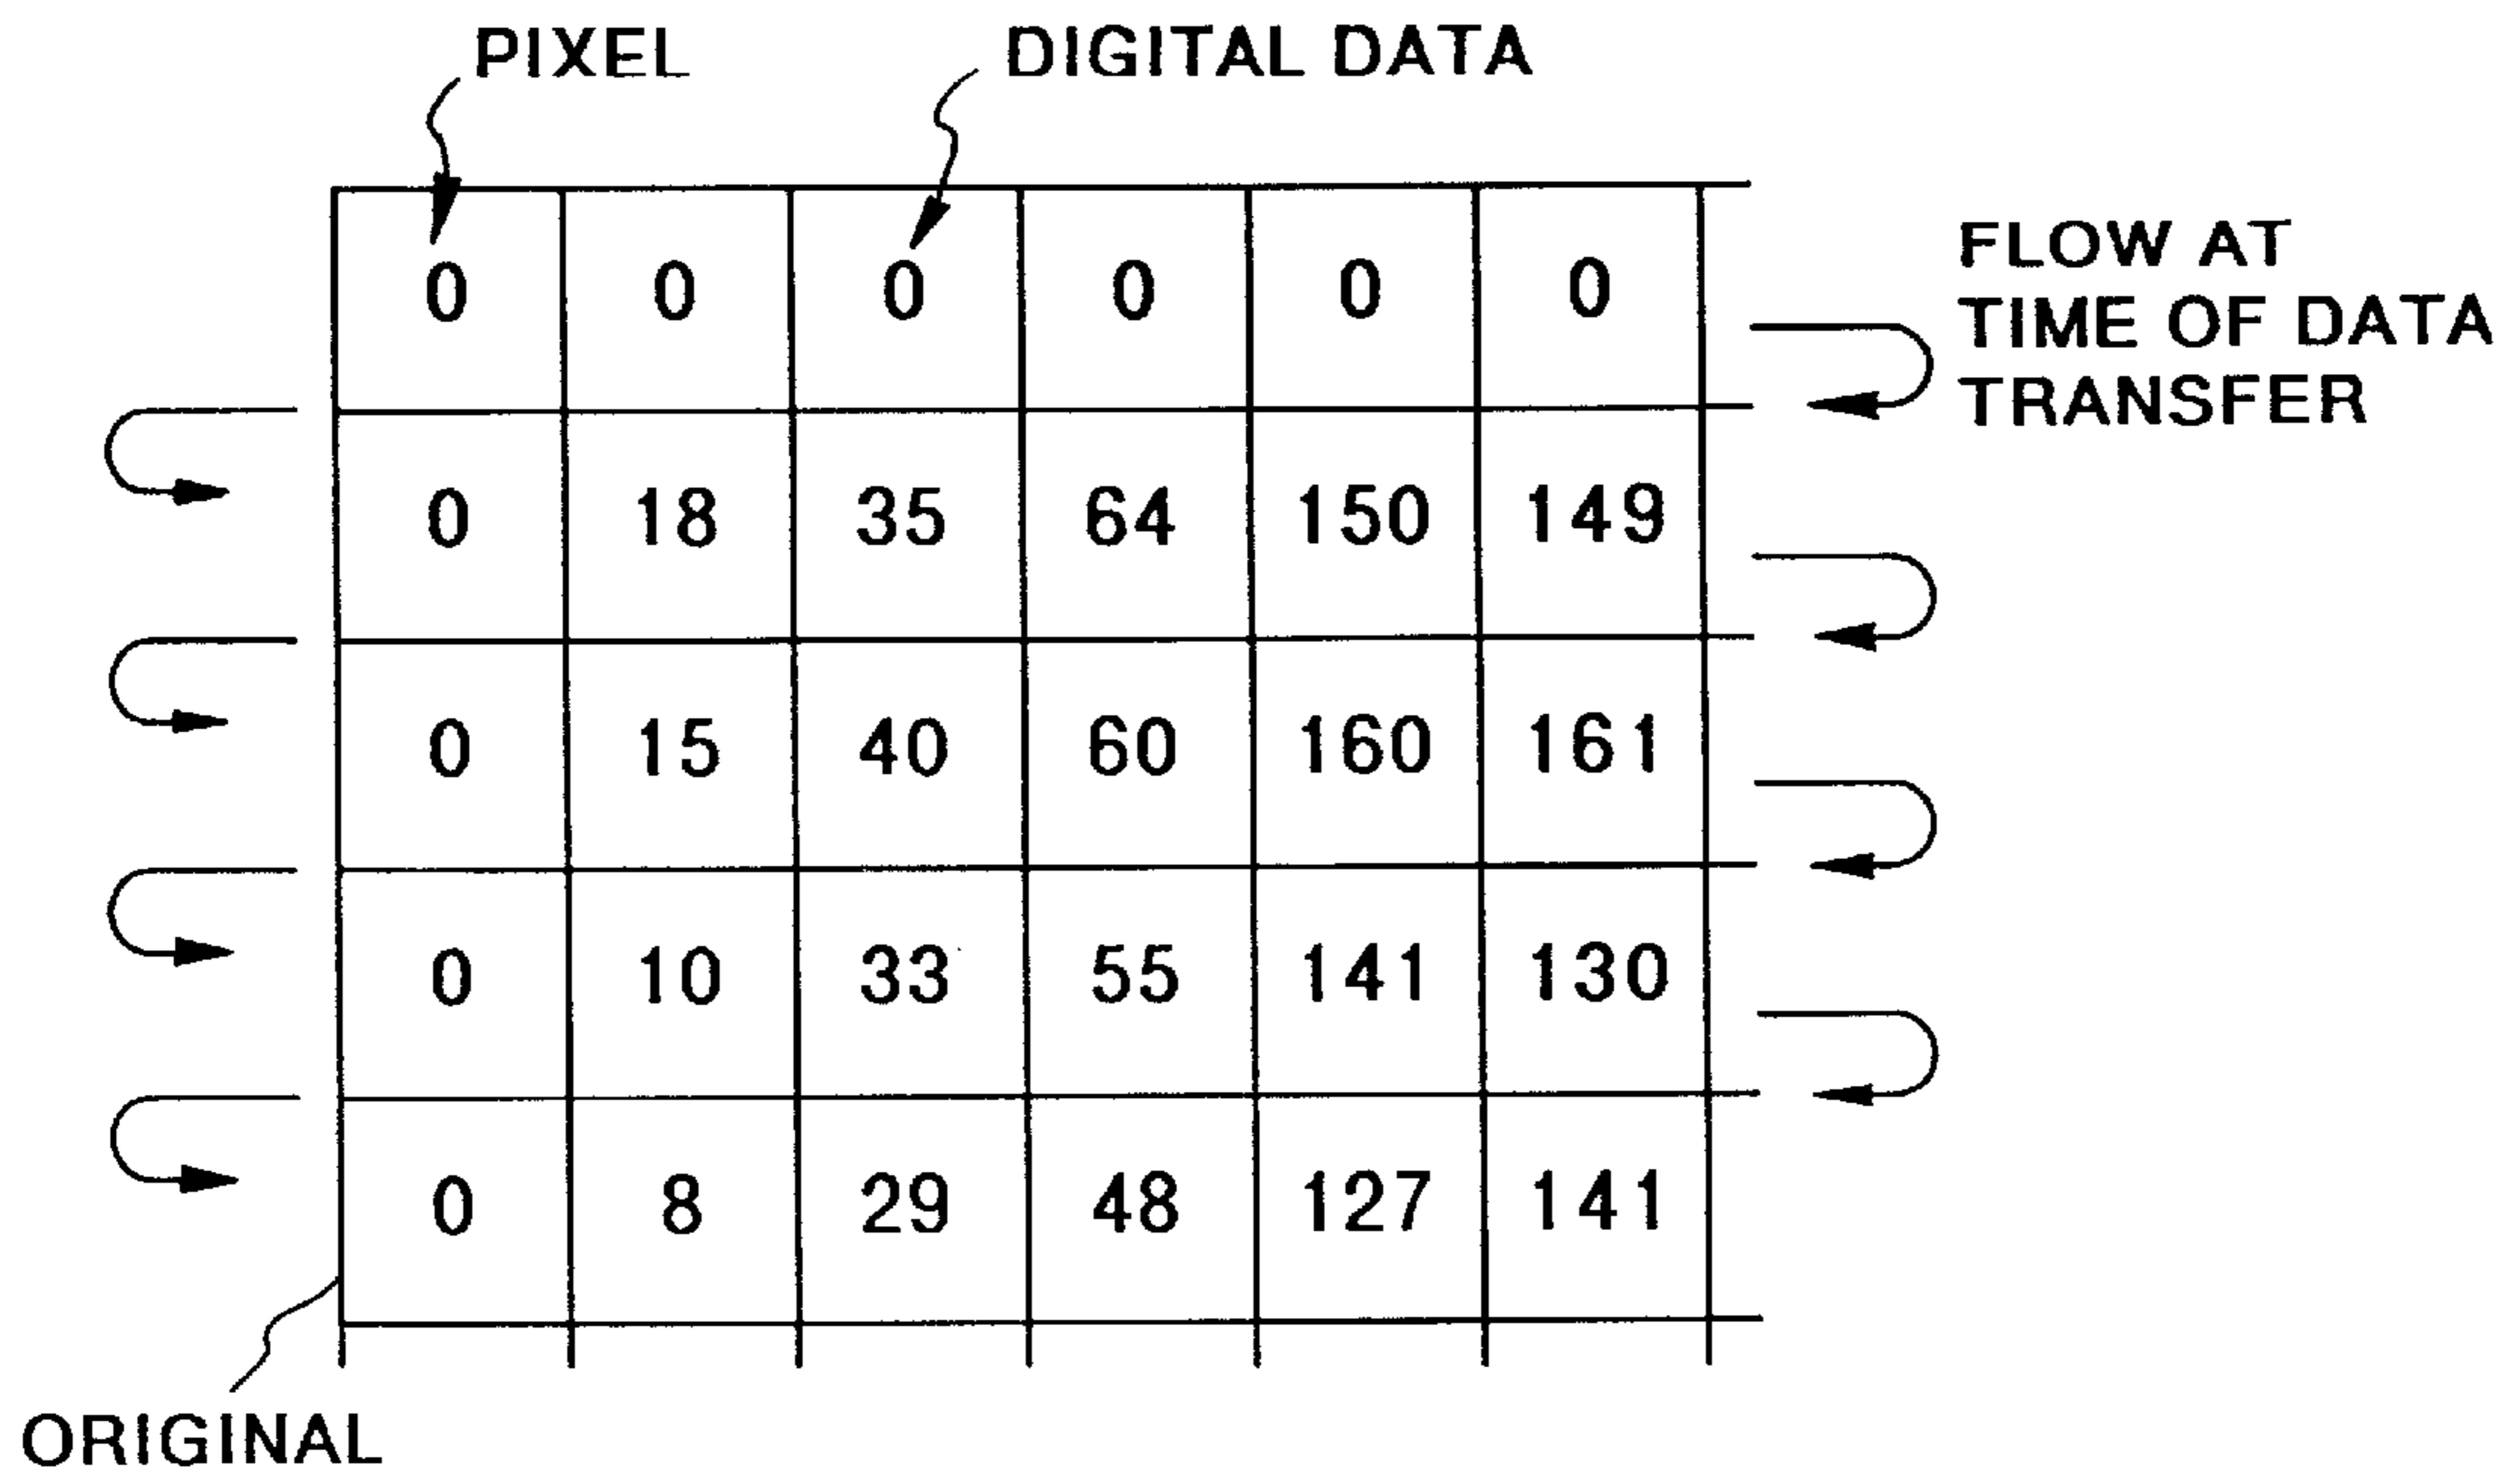 PIXEL DIGITAL DATA
0 0 0 0 0 0
FLOW AT
TIME OF DATA
TRANSFER
0 18 35 64 150 149
0 15 40 60 160 161
0 10 33 55 141 130
0 8 29 48 127 141
ORIGINAL